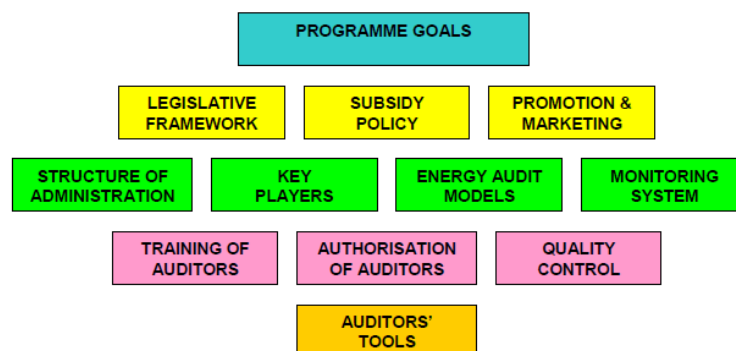 PROGRAMME GOALS
LEGISLATIVE
FRAMEWORK
SUBSIDY
POLICY
PROMOTION &
MARKETING
STRUCTURE OF
ADMINISTRATION
KEY
PLAYERS
ENERGY AUDIT
MODELS
MONITORING
SYSTEM
TRAINING OF
AUDITORS
AUTHORISATION
OF AUDITORS
QUALITY
CONTROL
AUDITORS’
TOOLS